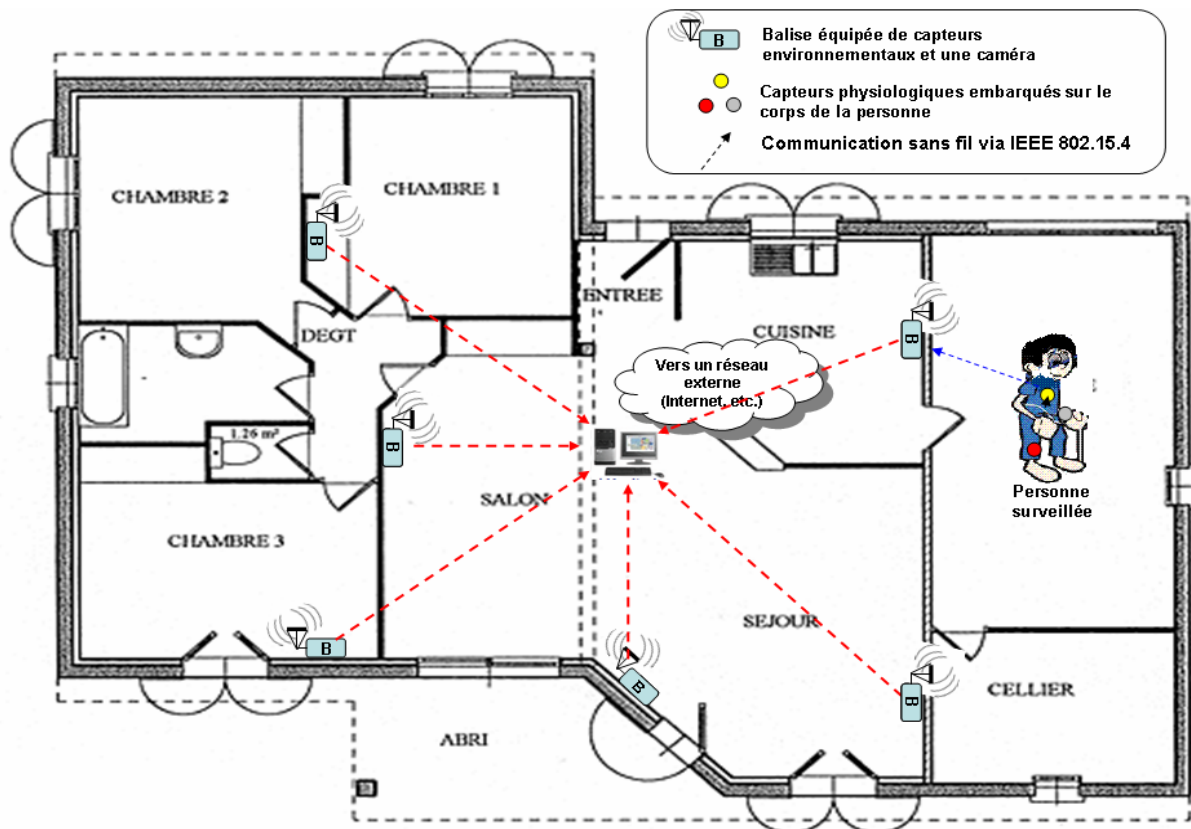 B
Balise équipée de capteurs
environnementaux et une caméra
Capteurs physiologiques embarqués sur le
corps de la personne
Communication sans fil via IEEE 802.15.4
CHAMBRE 2
CHAMBRE 1
B
ENTREE
DEGT
CUISINE
B
Vers un réseau
externe
(Internet, etc.)
1.26 m²
B
SALON
Personne
surveillée
CHAMBRE 3
SEJOUR
B
B
B
CELLIER
ABRI